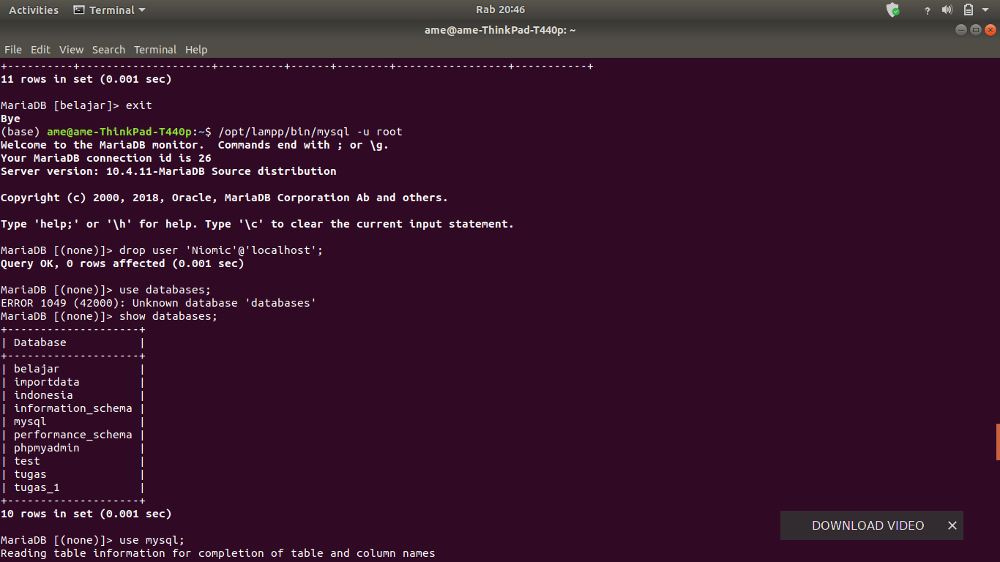 Activities Terminal Rab 20:46 ?
ame@ame-ThinkPad-T440p: ~
File Edit View Search Terminal Help
+----------+--------------------+----------+------+--------+-----------------+-----------+
11 rows in set (0.001 sec)
MariaDB [belajar]> exit
Bye
(base) ame@ame-ThinkPad-T440p:~$ /opt/lampp/bin/mysql -u root
Welcome to the MariaDB monitor.  Commands end with ; or \g.
Your MariaDB connection id is 26
Server version: 10.4.11-MariaDB Source distribution
Copyright (c) 2000, 2018, Oracle, MariaDB Corporation Ab and others.
Type 'help;' or '\h' for help. Type '\c' to clear the current input statement.
MariaDB [(none)]> drop user 'Niomic'@'localhost';
Query OK, 0 rows affected (0.001 sec)
MariaDB [(none)]> use databases;
ERROR 1049 (42000): Unknown database 'databases'
MariaDB [(none)]> show databases;
+--------------------+
| Database           |
+--------------------+
| belajar            |
| importdata         |
| indonesia          |
| information_schema |
| mysql              |
| performance_schema |
| phpmyadmin         |
| test               |
| tugas              |
| tugas_1            |
+--------------------+
10 rows in set (0.001 sec)
DOWNLOAD VIDEO
MariaDB [(none)]> use mysql;
Reading table information for completion of table and column names